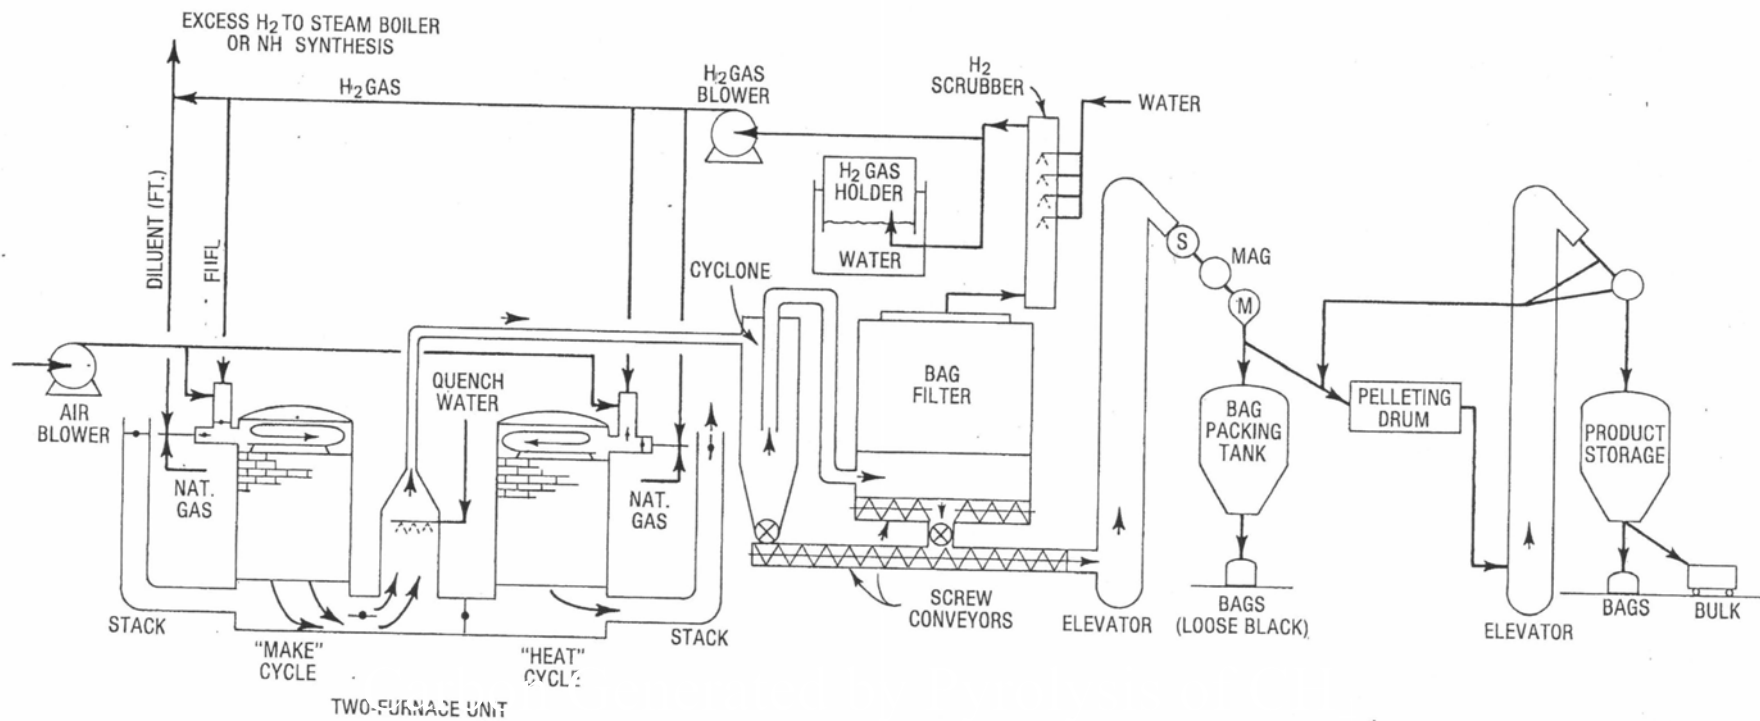 EXCESS H2 TO STEAM BOILER
OR NH SYNTHESIS
H2 GAS
H2 GAS
BLOWER
H2
SCRUBBER
WATER
DILUENT (FT.)
H2 GAS
HOLDER
WATER
CYCLONE
S
MAG
M
AIR
BLOWER
QUENCH
WATER
BAG
FILTER
NAT.
GAS
NAT.
GAS
BAG
PACKING
TANK
PELLETING
DRUM
PRODUCT
STORAGE
STACK
"MAKE"
CYCLE
"HEAT"
CYCLE
STACK
SCREW
CONVEYORS
ELEVATOR
BAGS
(LOOSE BLACK)
ELEVATOR
BAGS
BULK
TWO-FURNACE UNIT